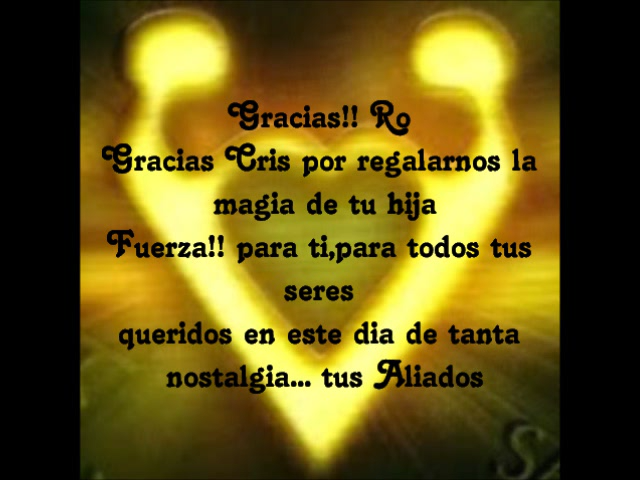 Gracias!! Ro
Gracias Cris por regalarnos la
magia de tu hija
Fuerza!! para ti,para todos tus
seres
queridos en este dia de tanta
nostalgia... tus Aliados